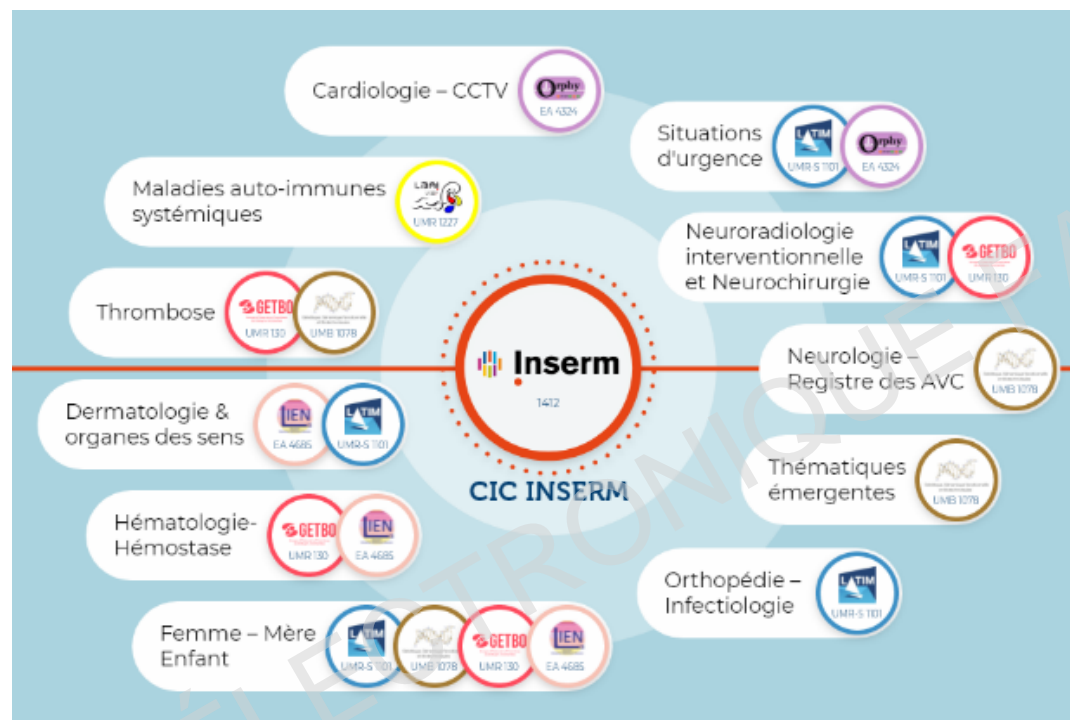 Cardiologie – CCTV
Orphy
EA 4324
Situations
d'urgence
LATIM
UMR-S 1101
Orphy
EA 4324
Maladies auto-immunes
systémiques
UMR 1227
Neuroradiologie
interventionnelle
et Neurochirurgie
LATIM
UMR-S 1101
GETBO
UMR 130
Thrombose
GETBO
UMR 130
UMB 1078
Inserm
1412
CIC INSERM
Neurologie –
Registre des AVC
UMB 1078
Dermatologie &
organes des sens
LIEN
EA 4685
LATIM
UMR-S 1101
Thématiques
émergentes
UMB 1078
Hématologie-
Hémostase
GETBO
UMR 130
LIEN
EA 4685
Orthopédie –
Infectiologie
LATIM
UMR-S 1101
Femme – Mère
Enfant
LATIM
UMR-S 1101
UMB 1078
GETBO
UMR 130
LIEN
EA 4685
ÉLECTRONIQUE